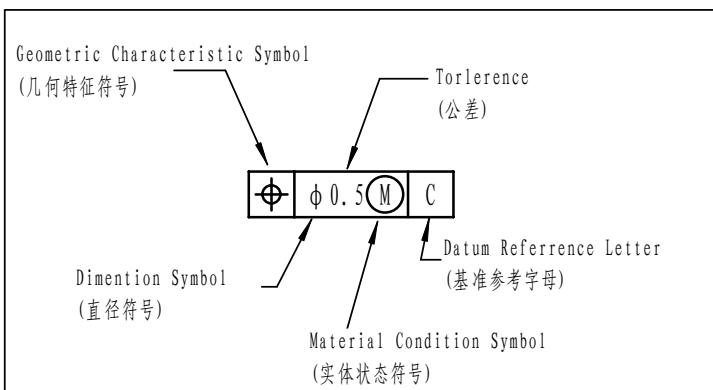 Geometric Characteristic Symbol
(几何特征符号)
Torlerence
(公差)
⌖ ϕ0.5Ⓜ C
Datum Referrence Letter
(基准参考字母)
Dimention Symbol
(直径符号)
Material Condition Symbol
(实体状态符号)